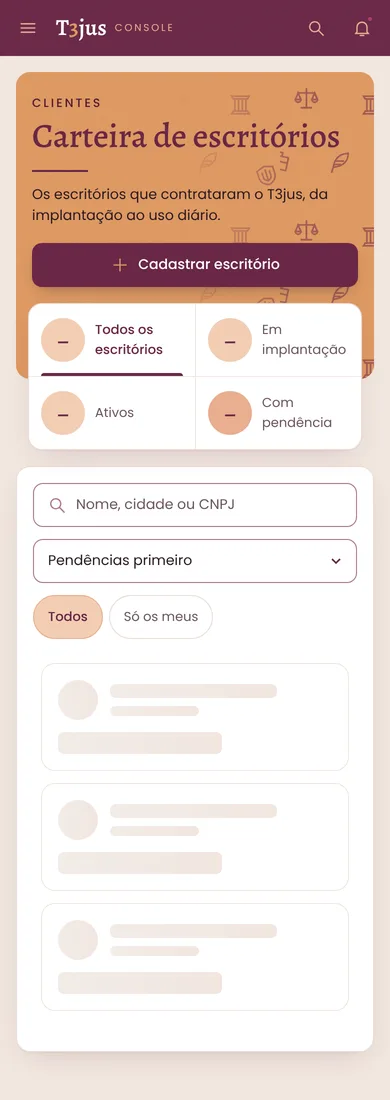 T3jus CONSOLE
CLIENTES
Carteira de escritórios
Os escritórios que contrataram o T3jus, da
implantação ao uso diário.
Cadastrar escritório
– Todos os
escritórios
– Em
implantação
– Ativos
– Com
pendência
Nome, cidade ou CNPJ
Pendências primeiro
Todos
Só os meus